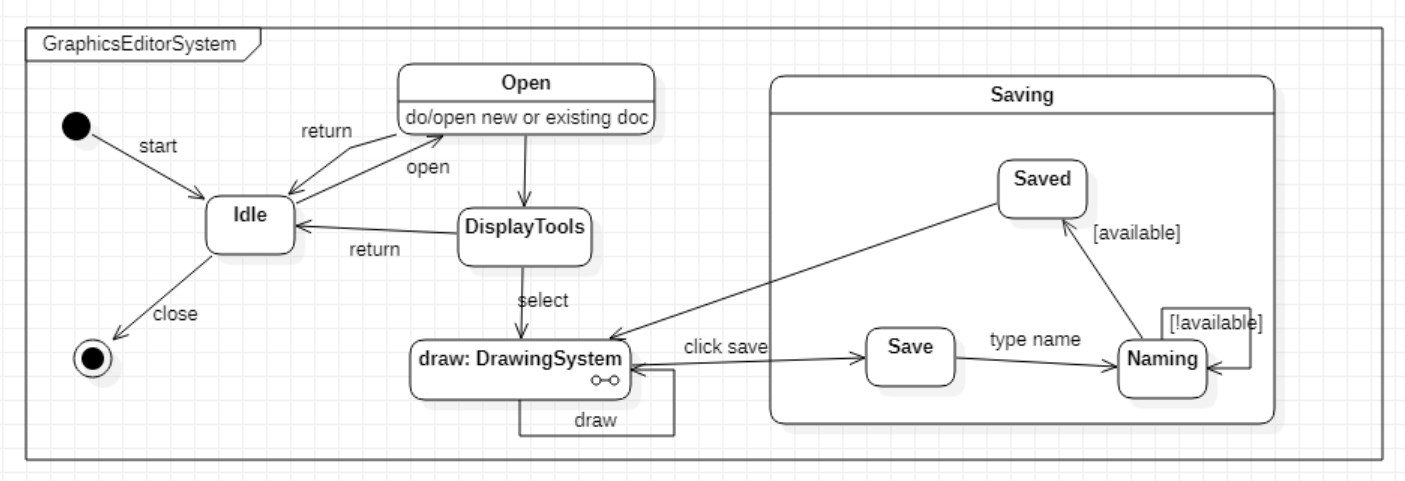 GraphicsEditorSystem
Open
do/open new or existing doc
Saving
start
return
open
Idle
DisplayTools
return
select
close
draw: DrawingSystem
draw
click save
Save
type name
Saved
[available]
[!available]
Naming